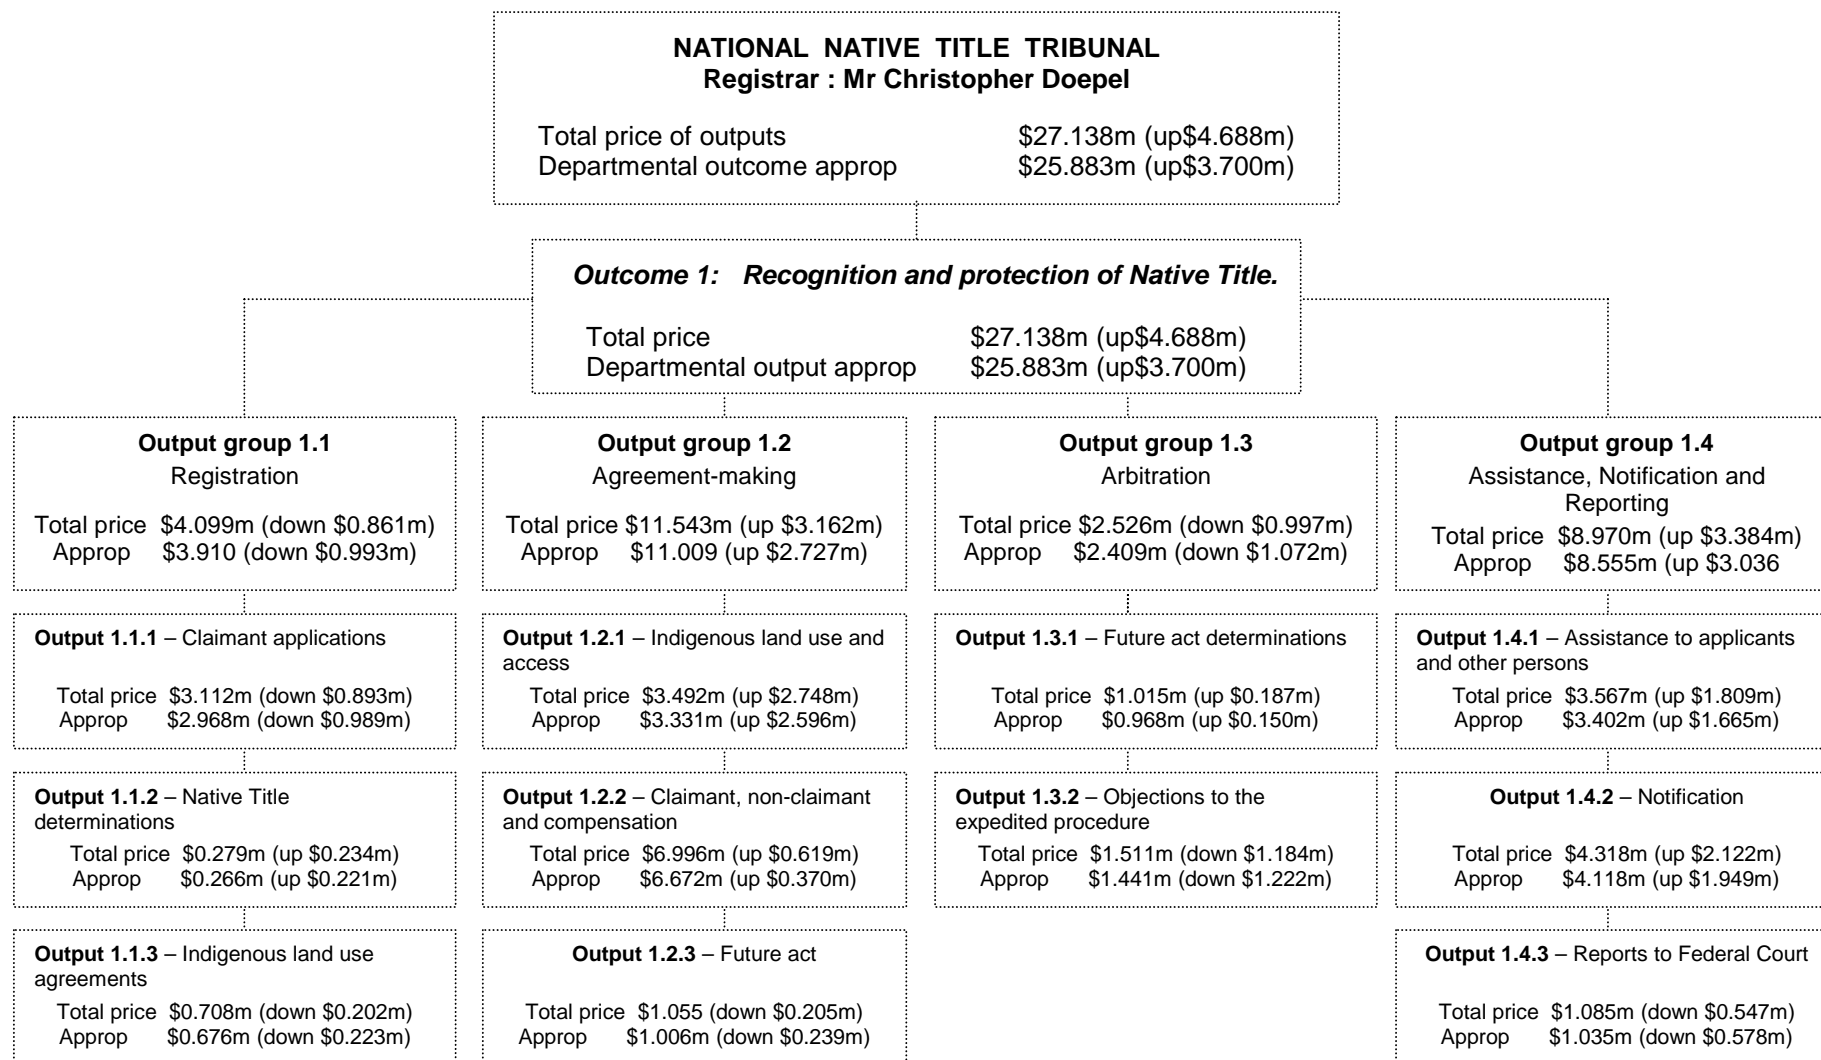 NATIONAL NATIVE TITLE TRIBUNAL
Registrar : Mr Christopher Doepel
Total price of outputs $27.138m (up$4.688m)
Departmental outcome approp $25.883m (up$3.700m)
Outcome 1: Recognition and protection of Native Title.
Total price $27.138m (up$4.688m)
Departmental output approp $25.883m (up$3.700m)
Output group 1.1
Registration
Total price $4.099m (down $0.861m)
Approp $3.910 (down $0.993m)
Output group 1.2
Agreement-making
Total price $11.543m (up $3.162m)
Approp $11.009 (up $2.727m)
Output group 1.3
Arbitration
Total price $2.526m (down $0.997m)
Approp $2.409m (down $1.072m)
Output group 1.4
Assistance, Notification and
Reporting
Total price $8.970m (up $3.384m)
Approp $8.555m (up $3.036
Output 1.1.1 – Claimant applications
Total price $3.112m (down $0.893m)
Approp $2.968m (down $0.989m)
Output 1.2.1 – Indigenous land use and
access
Total price $3.492m (up $2.748m)
Approp $3.331m (up $2.596m)
Output 1.3.1 – Future act determinations
Total price $1.015m (up $0.187m)
Approp $0.968m (up $0.150m)
Output 1.4.1 – Assistance to applicants
and other persons
Total price $3.567m (up $1.809m)
Approp $3.402m (up $1.665m)
Output 1.1.2 – Native Title
determinations
Total price $0.279m (up $0.234m)
Approp $0.266m (up $0.221m)
Output 1.2.2 – Claimant, non-claimant
and compensation
Total price $6.996m (up $0.619m)
Approp $6.672m (up $0.370m)
Output 1.3.2 – Objections to the
expedited procedure
Total price $1.511m (down $1.184m)
Approp $1.441m (down $1.222m)
Output 1.4.2 – Notification
Total price $4.318m (up $2.122m)
Approp $4.118m (up $1.949m)
Output 1.1.3 – Indigenous land use
agreements
Total price $0.708m (down $0.202m)
Approp $0.676m (down $0.223m)
Output 1.2.3 – Future act
Total price $1.055 (down $0.205m)
Approp $1.006m (down $0.239m)
Output 1.4.3 – Reports to Federal Court
Total price $1.085m (down $0.547m)
Approp $1.035m (down $0.578m)